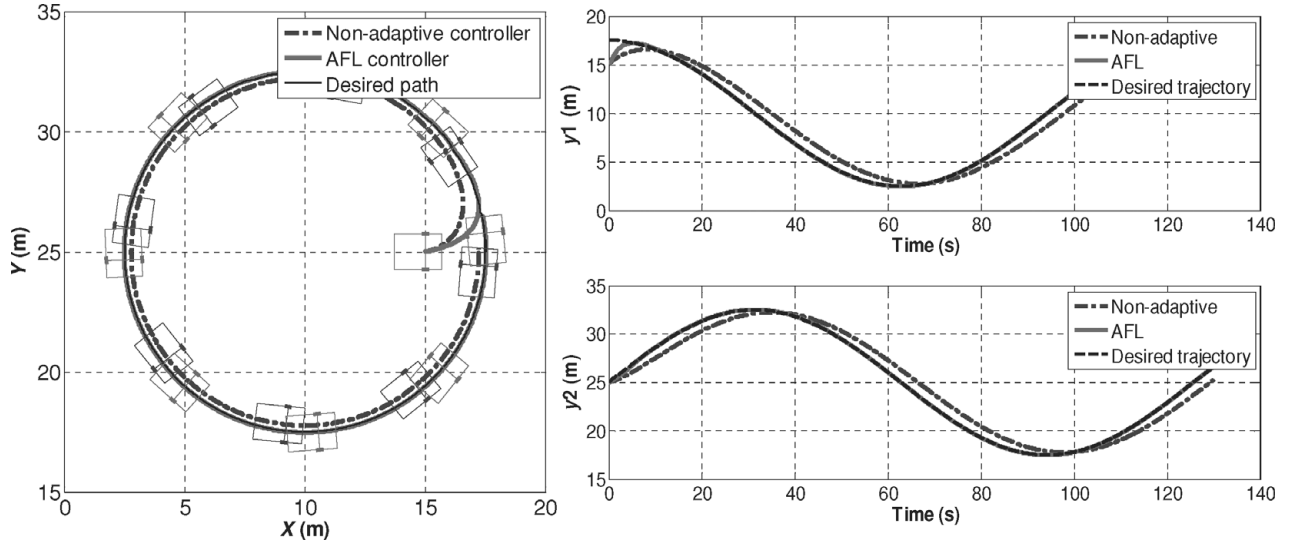 35
30
25
20
15
0
5
10
15
20
Y (m)
X (m)
Non-adaptive controller
AFL controller
Desired path
20
15
10
5
0
0
20
40
60
80
100
120
140
y1 (m)
Time (s)
Non-adaptive
AFL
Desired trajectory
35
30
25
20
15
0
20
40
60
80
100
120
140
y2 (m)
Time (s)
Non-adaptive
AFL
Desired trajectory